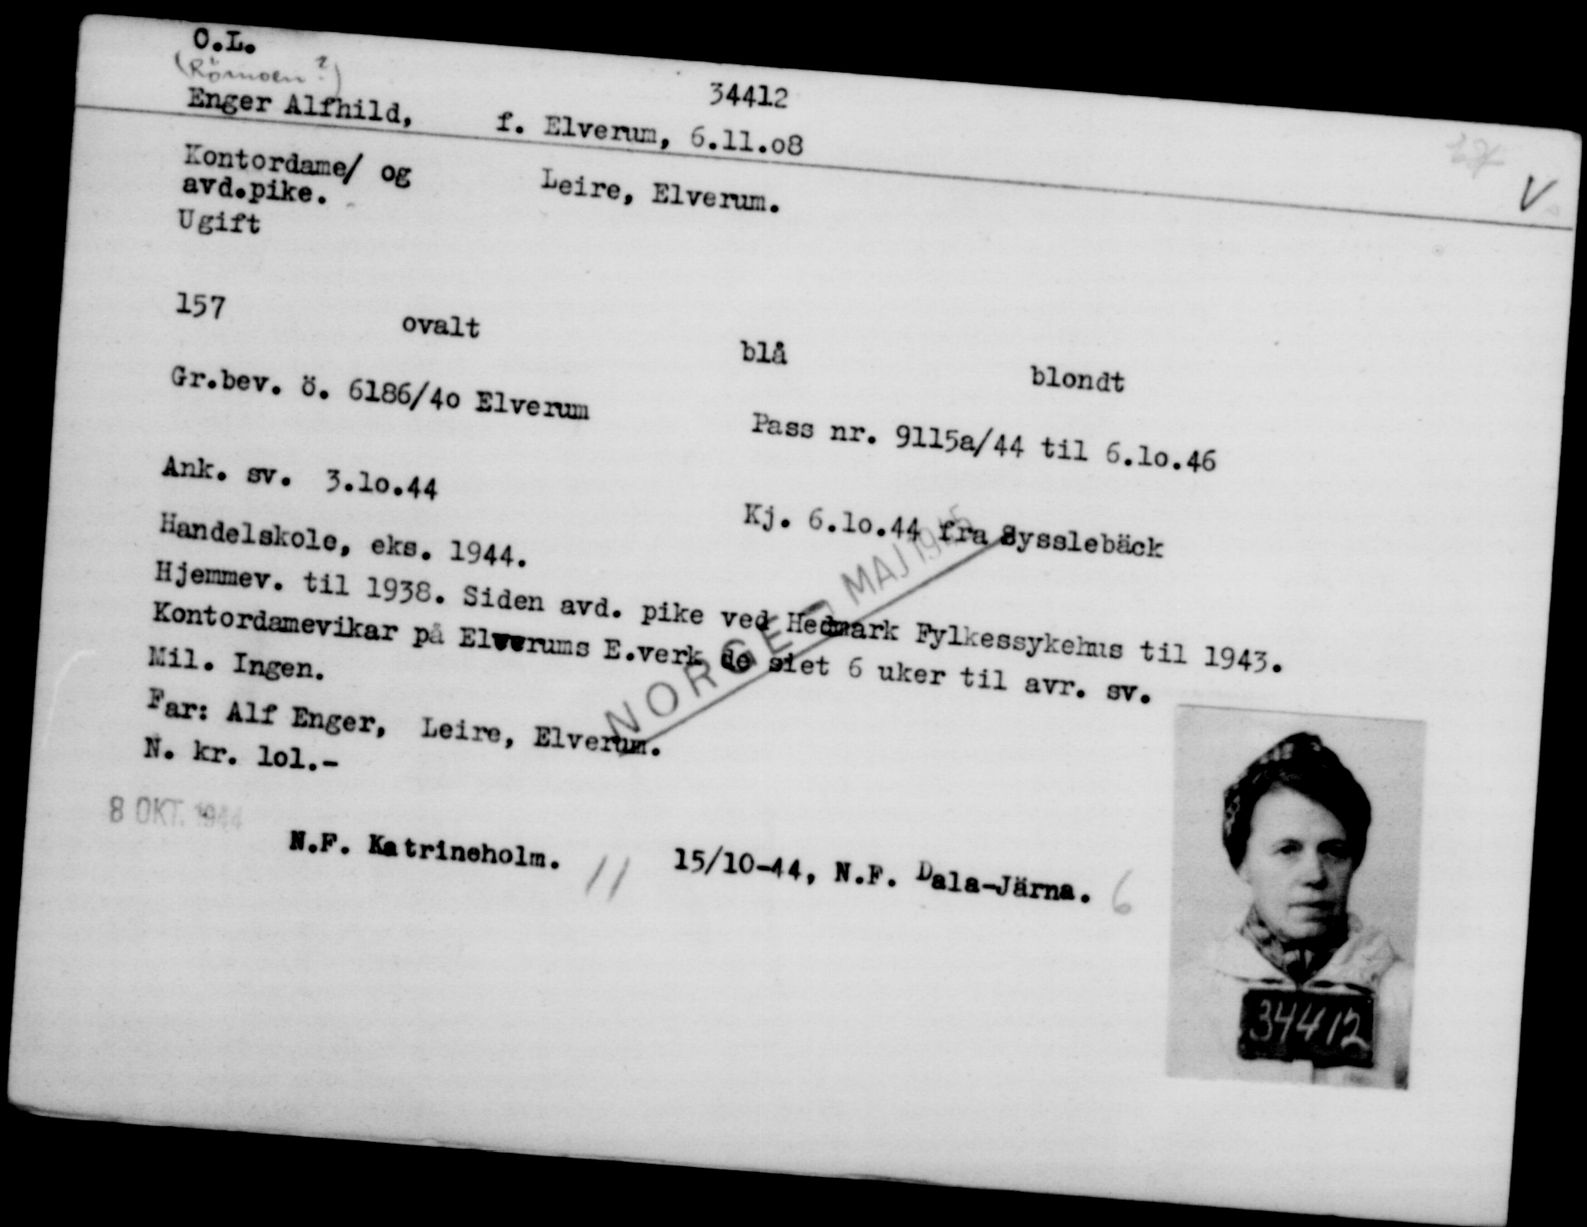 O.L.
(Römoen?)
34412
Enger Alfhild, f. Elverum, 6.11.o8
Kontordame/ og Leire, Elverum.
avd.pike.
V
Ugift
157 ovalt blå blondt
Gr.bev. ö. 6186/4o Elverum Pass nr. 9115a/44 til 6.1o.46
Ank. sv. 3.1o.44 Kj. 6.1o.44 fra Sysslebäck
Handelskole, eks. 1944.
Hjemmev. til 1938. Siden avd. pike ved Hedmark Fylkessykehus til 1943.
Kontordamevikar på Elverums E.verk de siet 6 uker til avr. sv.
Mil. Ingen.
Far: Alf Enger, Leire, Elverum.
N. kr. lol.-
NORGE - MAJ 1945
8 OKT. 1944
N.F. Katrineholm. // 15/10-44, N.F. Dala-Järna. 6
34412